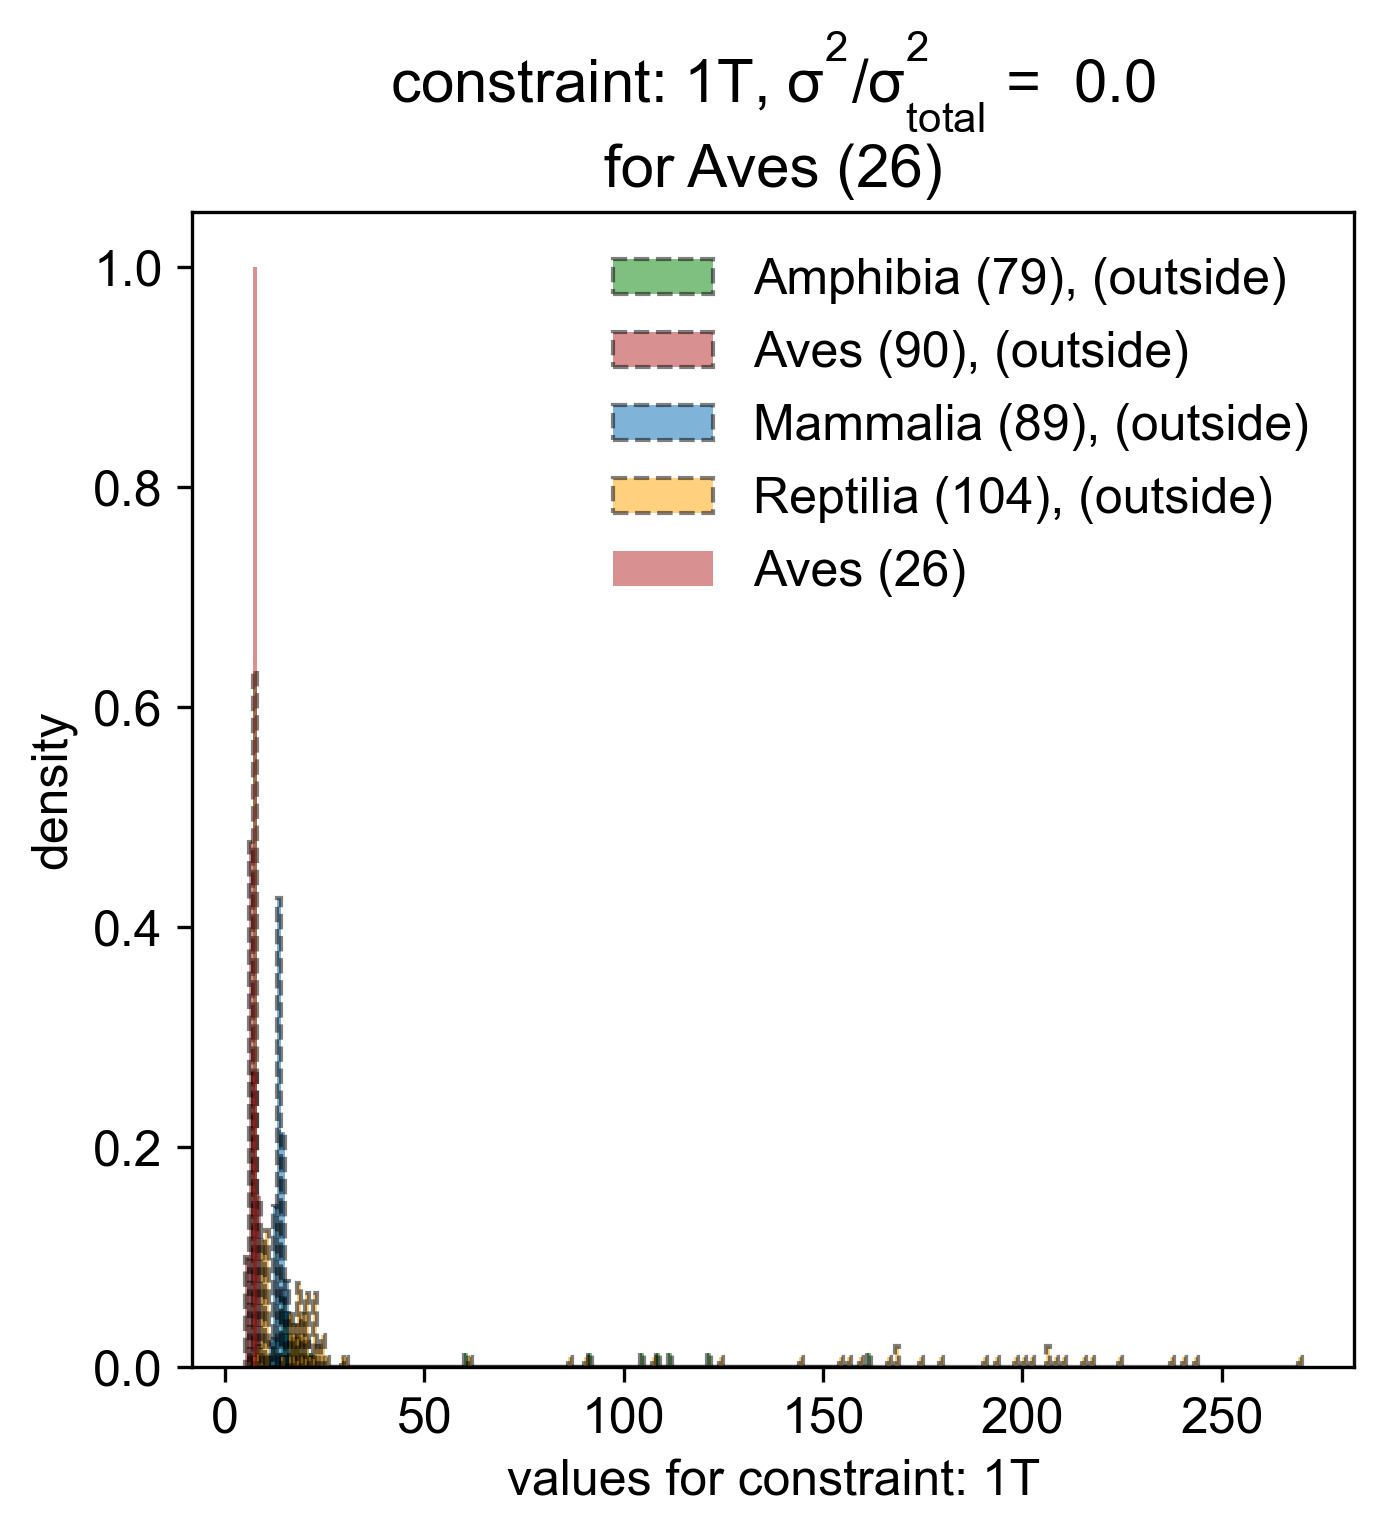 constraint: 1T, σ²/σ²total = 0.0
for Aves (26)
Amphibia (79), (outside)
Aves (90), (outside)
Mammalia (89), (outside)
Reptilia (104), (outside)
Aves (26)
density
1.0
0.8
0.6
0.4
0.2
0.0
0 50 100 150 200 250
values for constraint: 1T